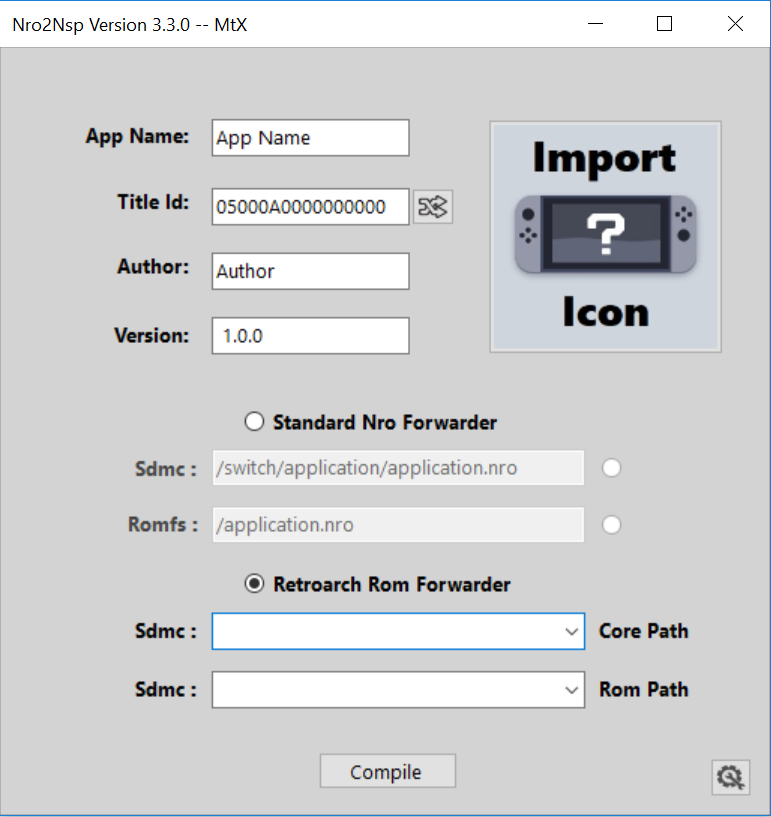 Nro2Nsp Version 3.3.0 -- MtX
App Name: App Name
Import
Title Id: 05000A0000000000
?
Author: Author
Icon
Version: 1.0.0
Standard Nro Forwarder
Sdmc : /switch/application/application.nro
Romfs : /application.nro
Retroarch Rom Forwarder
Sdmc : Core Path
Sdmc : Rom Path
Compile